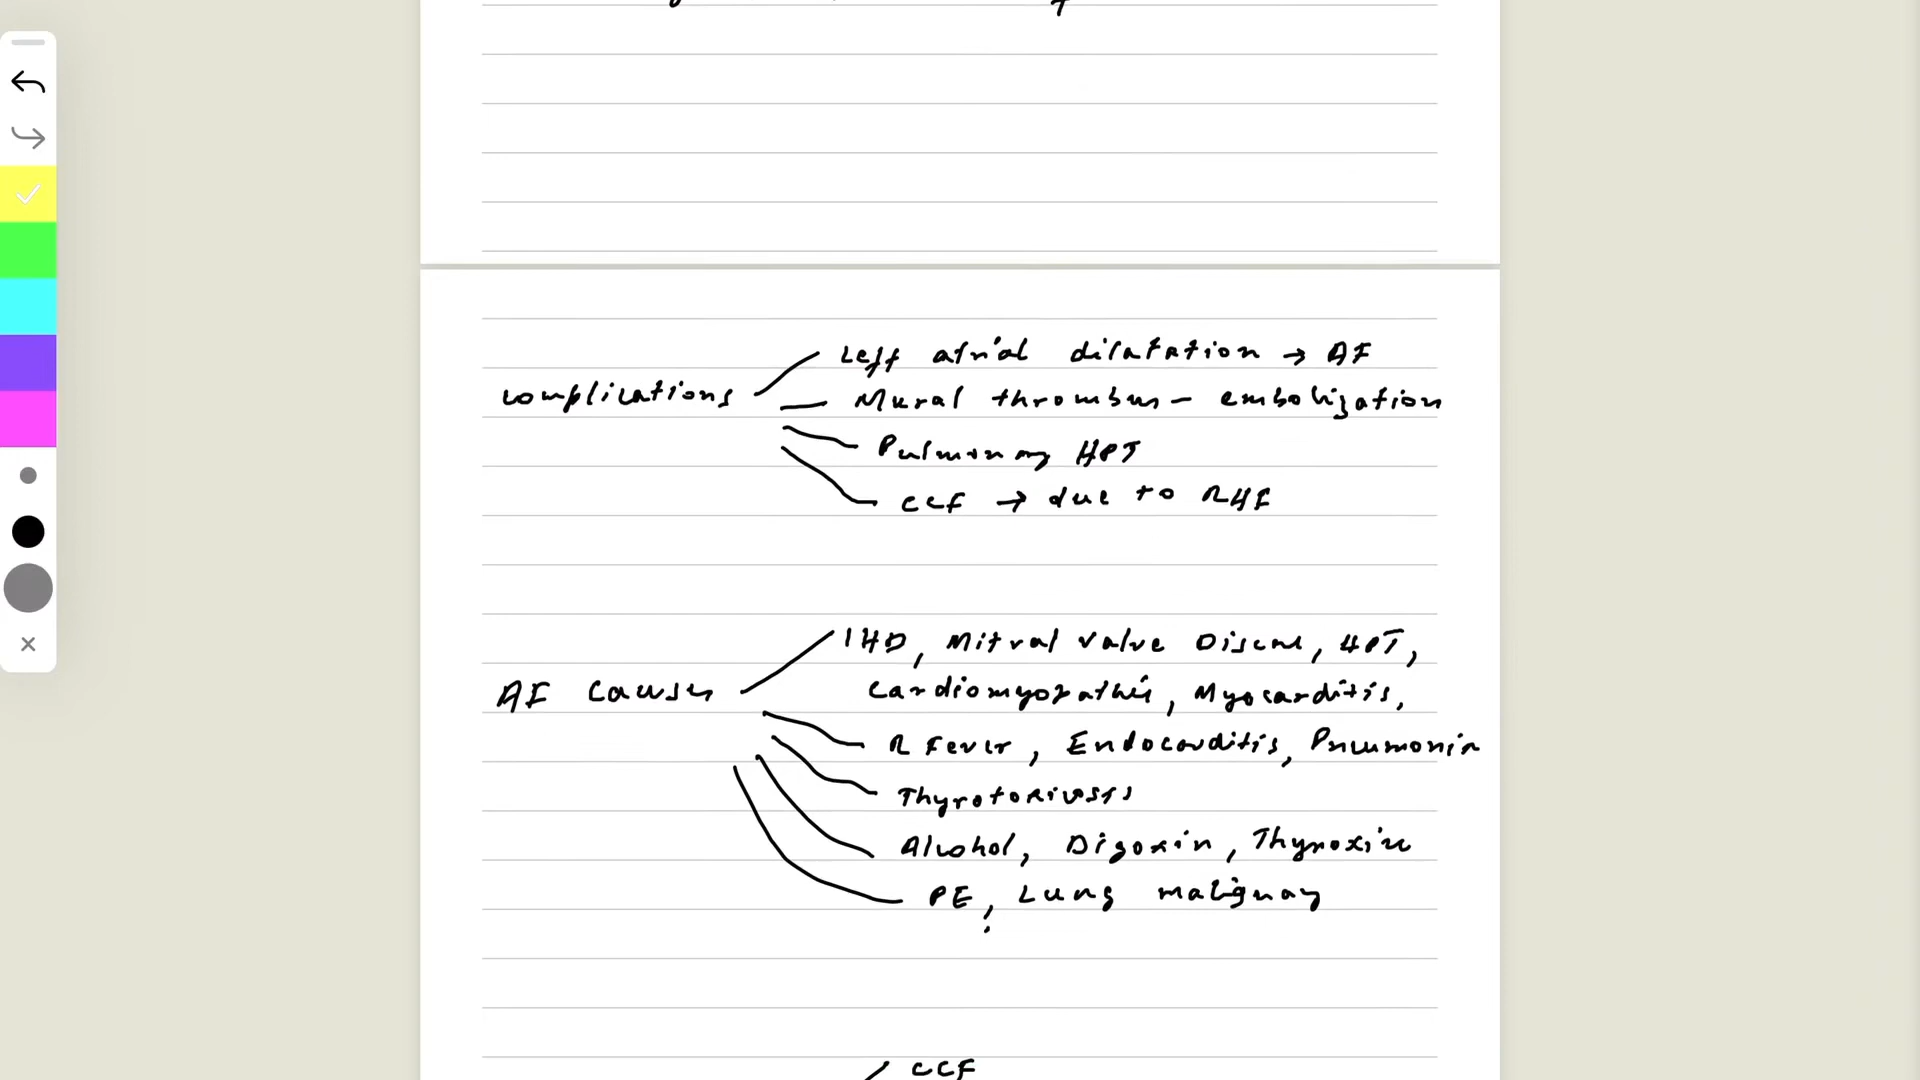 Left atrial dilatation → AF
complications
Mural thrombus - embolization
Pulmonary HPT
CCF → due to RHF
IHD, Mitral valve Disease, HPT,
AF causes
cardiomyopathies, Myocarditis,
R Fever, Endocarditis, Pneumonia
Thyrotoxicosis
Alcohol, Digoxin, Thyroxine
PE, Lung malignancy
CCF